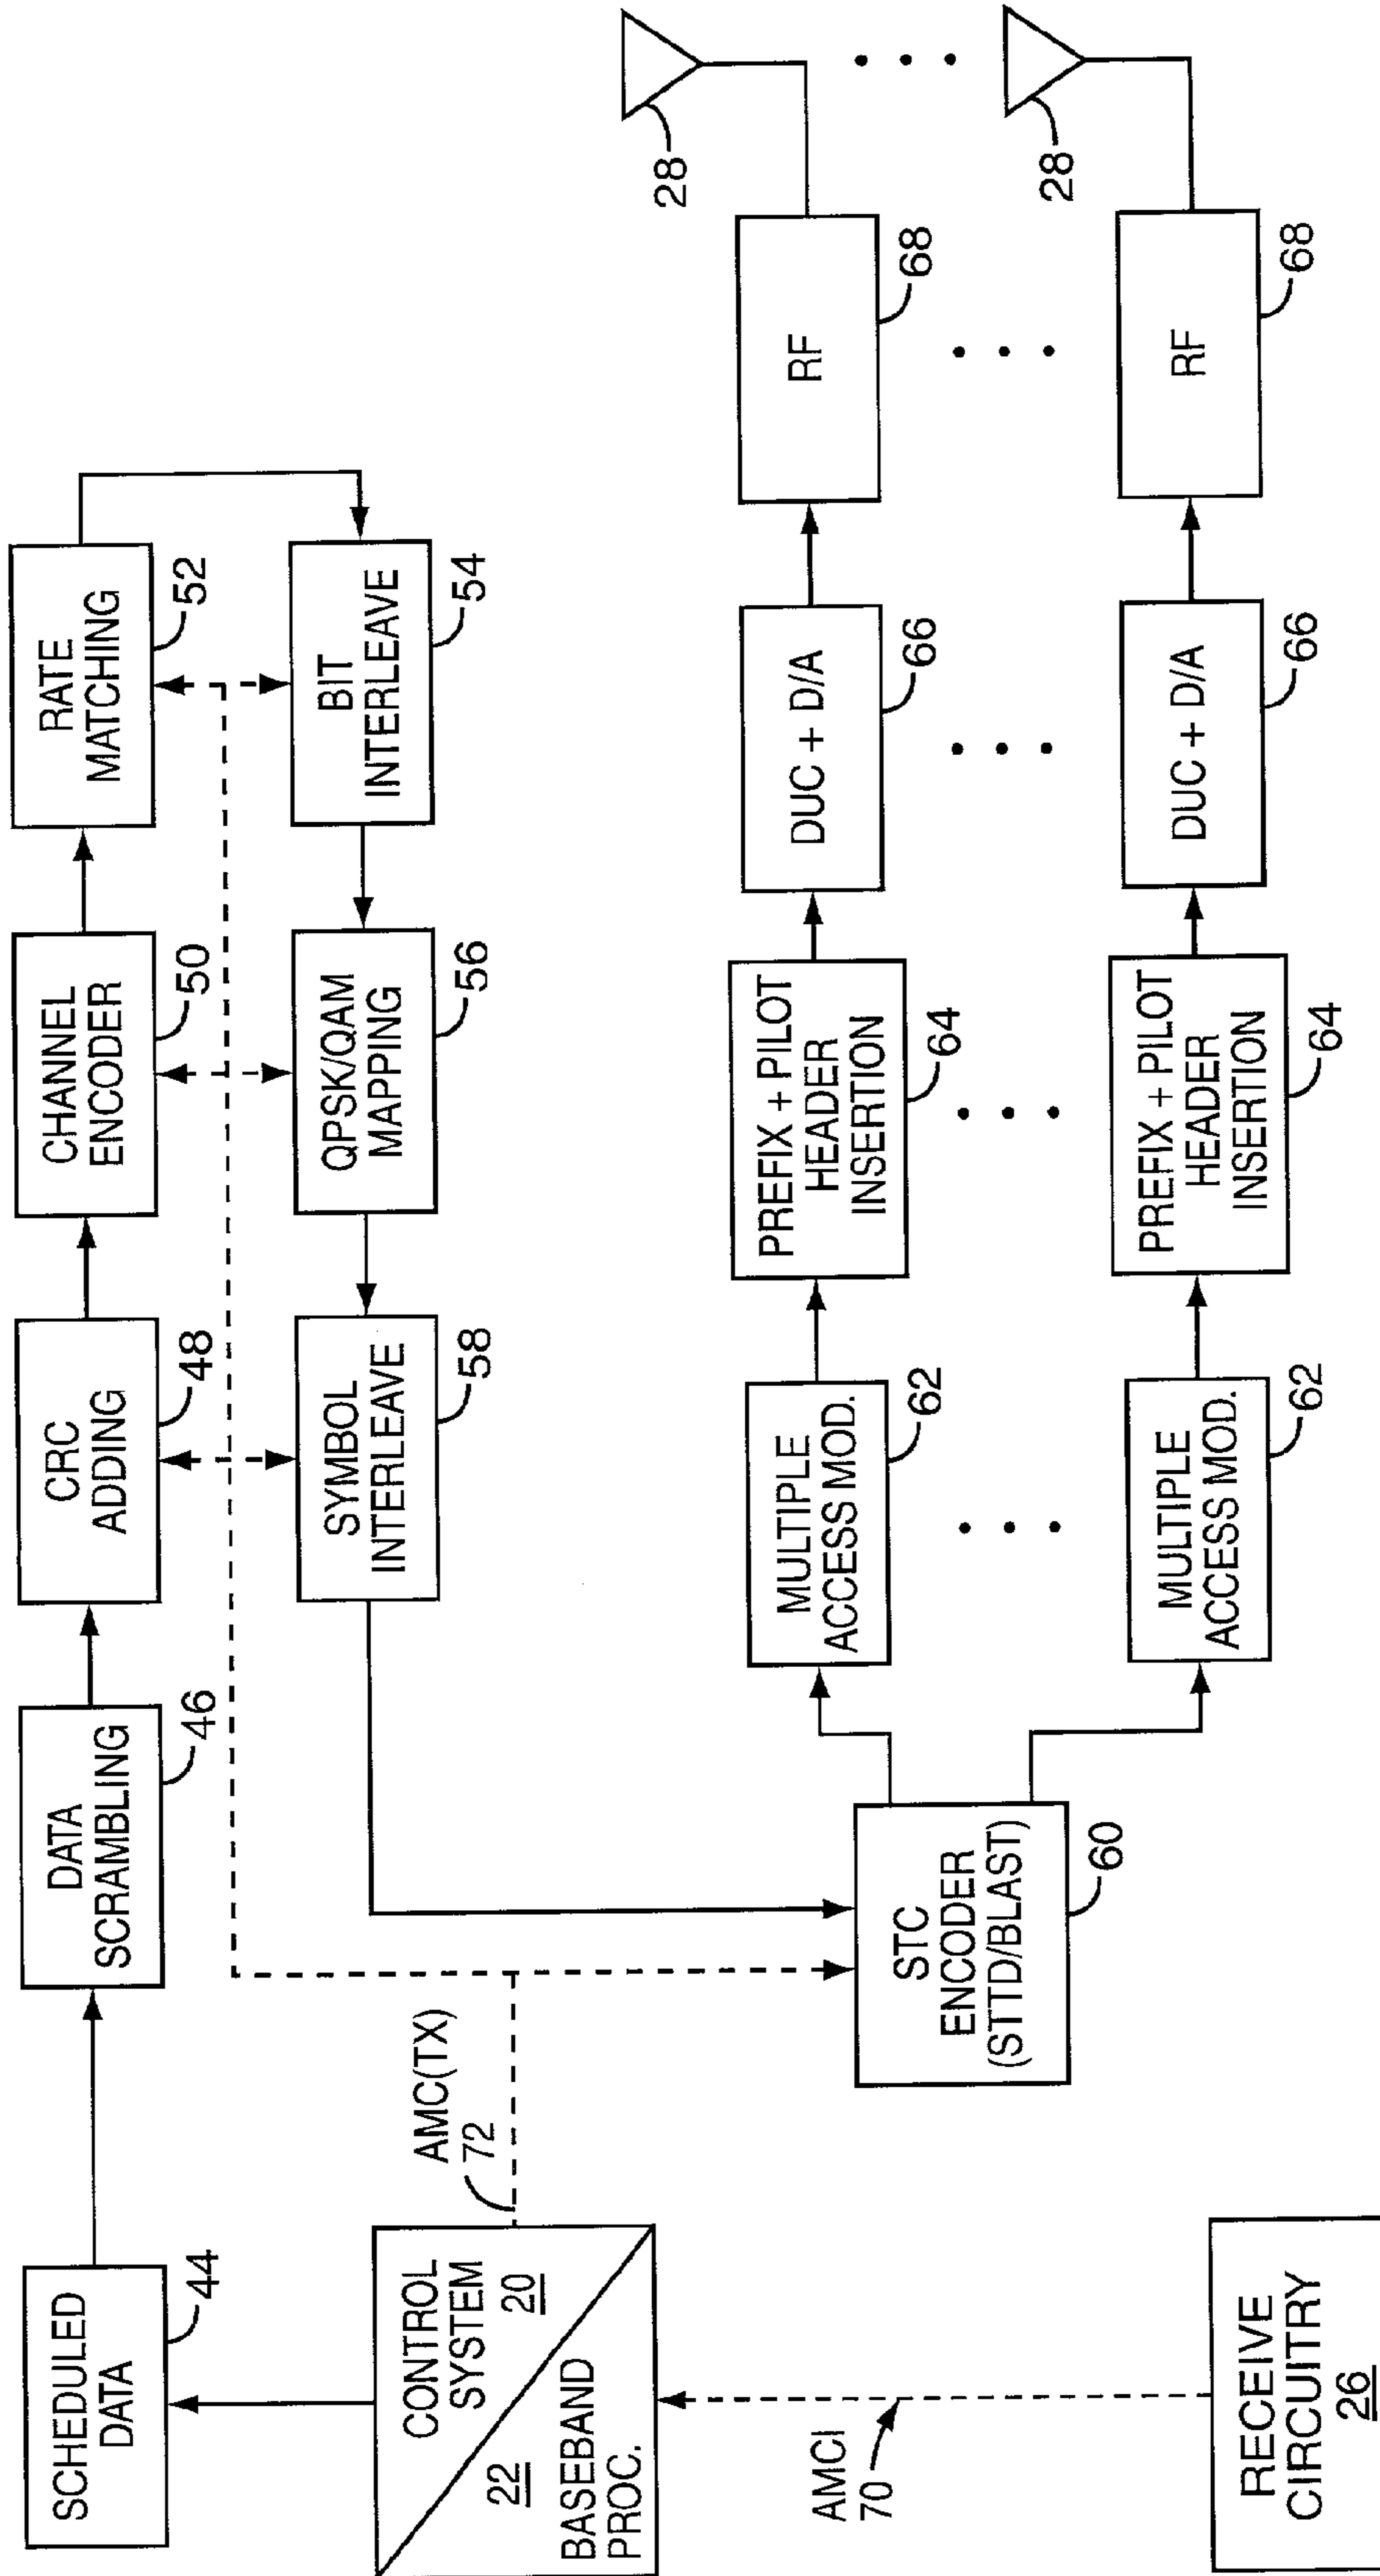 SCHEDULED
DATA
44
DATA
SCRAMBLING
46
CRC
ADDING
48
CHANNEL
ENCODER
50
RATE
MATCHING
52
BIT
INTERLEAVE
54
QPSK/QAM
MAPPING
56
SYMBOL
INTERLEAVE
58
CONTROL
SYSTEM
20
22
BASEBAND
PROC.
AMC(TX)
72
AMCI
70
RECEIVE
CIRCUITRY
26
STC
ENCODER
(STTD/BLAST)
60
MULTIPLE
ACCESS MOD.
62
PREFIX + PILOT
HEADER
INSERTION
64
DUC + D/A
66
RF
68
28
MULTIPLE
ACCESS MOD.
62
PREFIX + PILOT
HEADER
INSERTION
64
DUC + D/A
66
RF
68
28